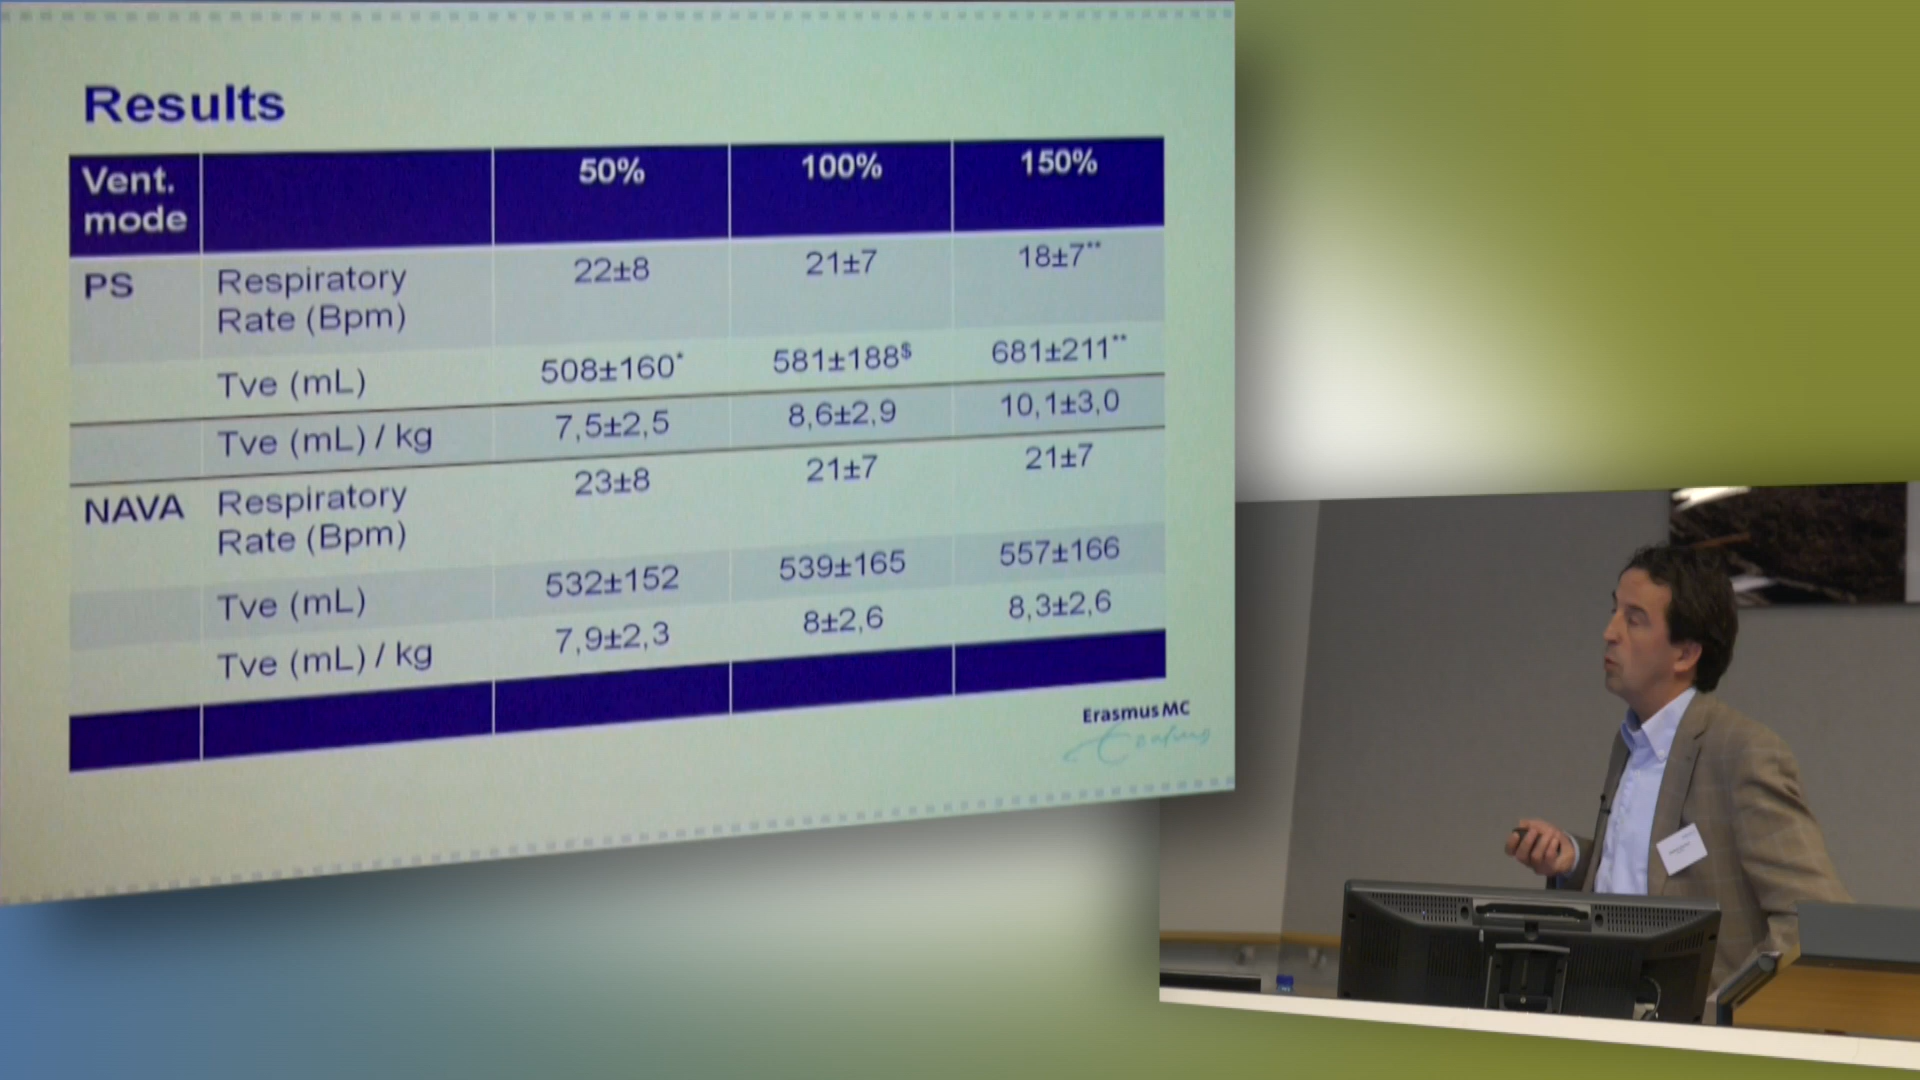 Results
Vent. mode 50% 100% 150%
PS Respiratory Rate (Bpm) 22±8 21±7 18±7**
Tve (mL) 508±160* 581±188$ 681±211**
Tve (mL) / kg 7,5±2,5 8,6±2,9 10,1±3,0
NAVA Respiratory Rate (Bpm) 23±8 21±7 21±7
Tve (mL) 532±152 539±165 557±166
Tve (mL) / kg 7,9±2,3 8±2,6 8,3±2,6
Erasmus MC